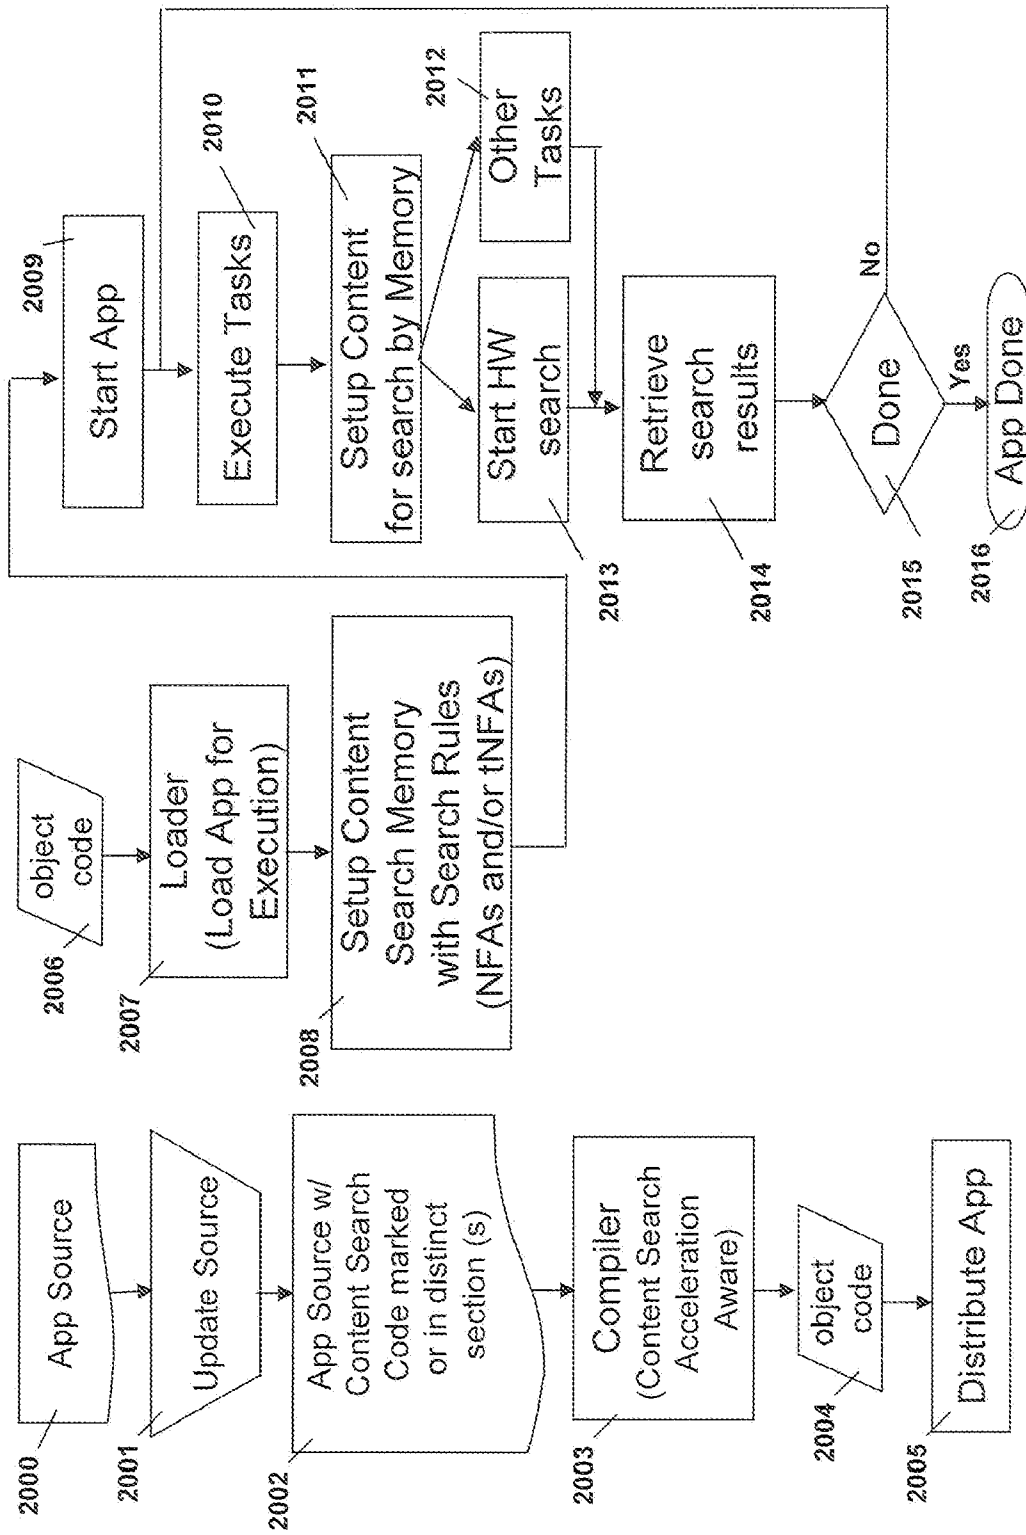 2000
App Source
2001
Update Source
2002
App Source w/
Content Search
Code marked
or in distinct
section (s)
2003
Compiler
(Content Search
Acceleration
Aware)
2004
object
code
2005
Distribute App
2006
object
code
2007
Loader
(Load App for
Execution)
2008
Setup Content
Search Memory
with Search Rules
(NFAs and/or tNFAs)
2009
Start App
2010
Execute Tasks
2011
Setup Content
for search by Memory
2012
Other
Tasks
2013
Start HW
search
2014
Retrieve
search
results
2015
Done
No
Yes
2016
App Done